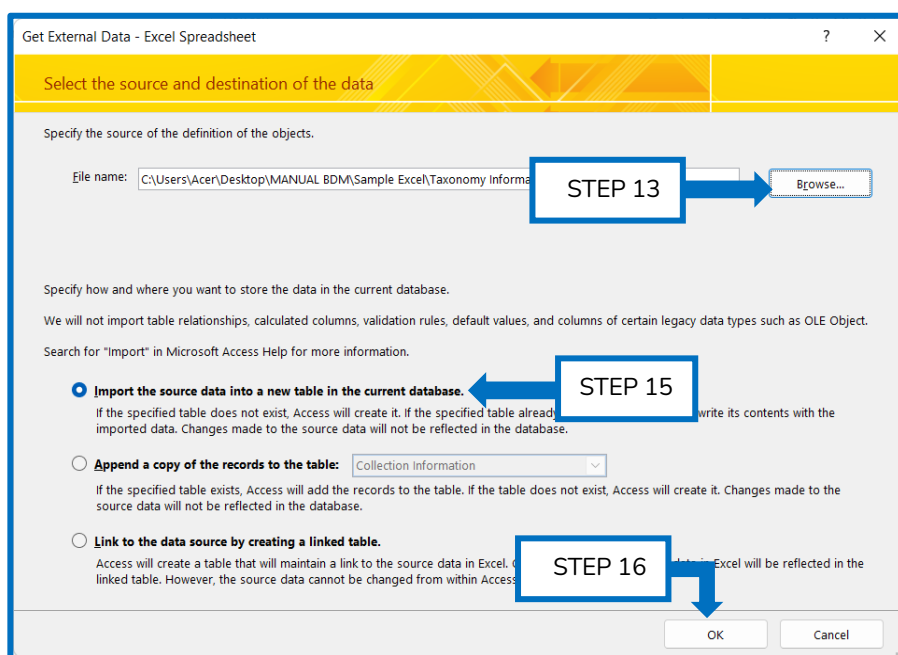 Get External Data - Excel Spreadsheet
?
Select the source and destination of the data
Specify the source of the definition of the objects.
File name: C:\Users\Acer\Desktop\MANUAL BDM\Sample Excel\Taxonomy Informa STEP 13 Browse...
Specify how and where you want to store the data in the current database.
We will not import table relationships, calculated columns, validation rules, default values, and columns of certain legacy data types such as OLE Object.
Search for "Import" in Microsoft Access Help for more information.
Import the source data into a new table in the current database. STEP 15
If the specified table does not exist, Access will create it. If the specified table already write its contents with the
imported data. Changes made to the source data will not be reflected in the database.
Append a copy of the records to the table: Collection Information
If the specified table exists, Access will add the records to the table. If the table does not exist, Access will create it. Changes made to the
source data will not be reflected in the database.
Link to the data source by creating a linked table.
Access will create a table that will maintain a link to the source data in Excel. STEP 16 Excel will be reflected in the
linked table. However, the source data cannot be changed from within Access
OK Cancel